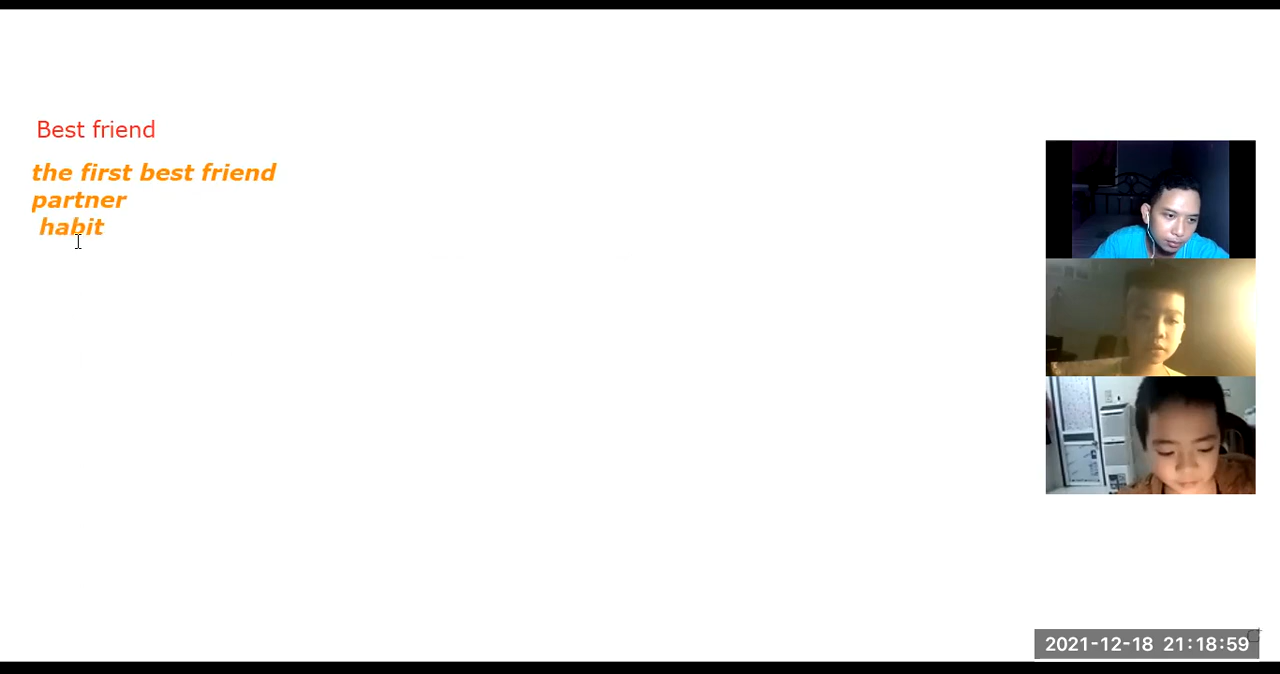 Best friend
the first best friend
partner
habit
2021-12-18 21:18:59